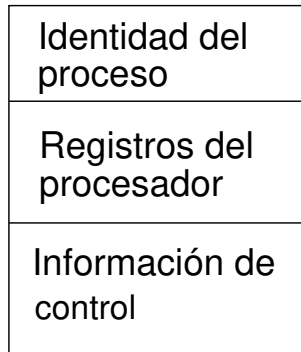 Identidad del
proceso
Registros del
procesador
Información de
control